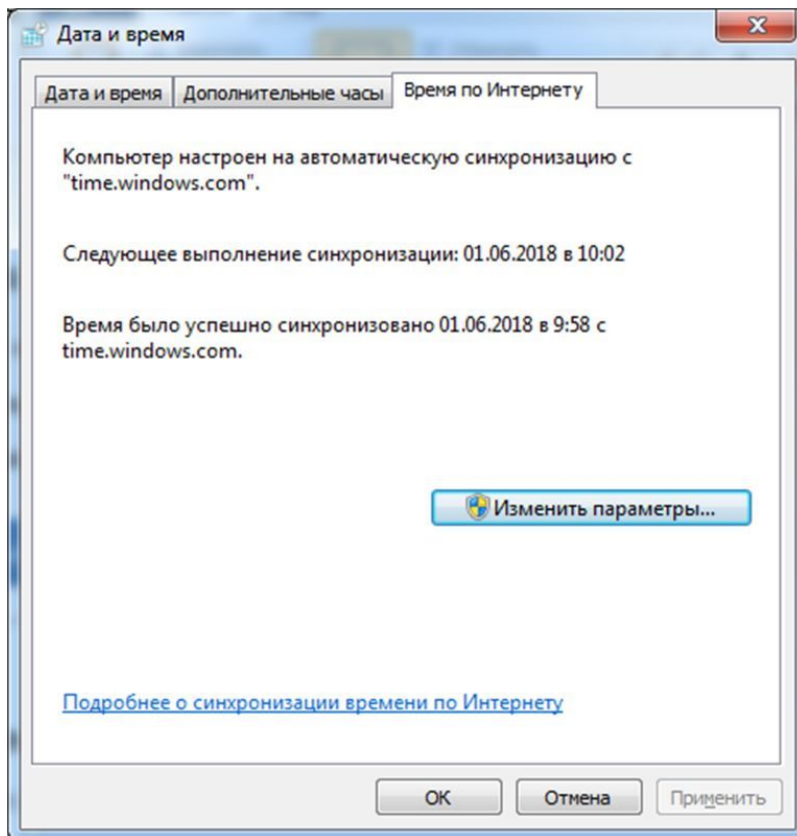 Дата и время
Дата и время Дополнительные часы Время по Интернету
Компьютер настроен на автоматическую синхронизацию с
"time.windows.com".
Следующее выполнение синхронизации: 01.06.2018 в 10:02
Время было успешно синхронизовано 01.06.2018 в 9:58 с
time.windows.com.
Изменить параметры...
Подробнее о синхронизации времени по Интернету
ОК Отмена Применить